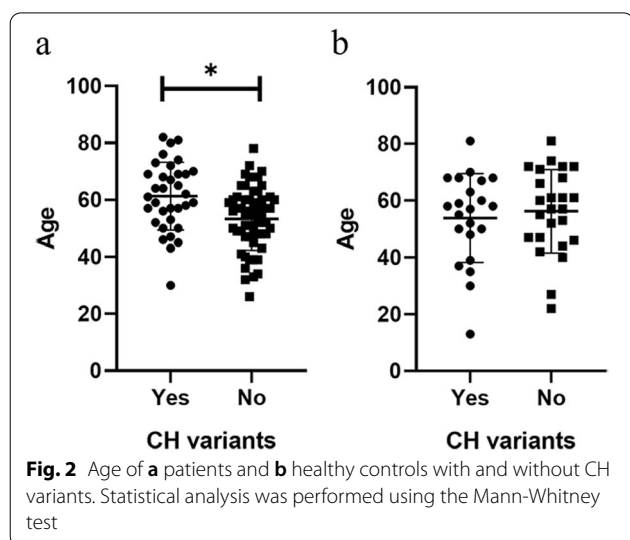 a
b
*
100
80
60
40
20
0
Age
Yes
No
CH variants
100
80
60
40
20
0
Age
Yes
No
CH variants
Fig. 2 Age of a patients and b healthy controls with and without CH
variants. Statistical analysis was performed using the Mann-Whitney
test